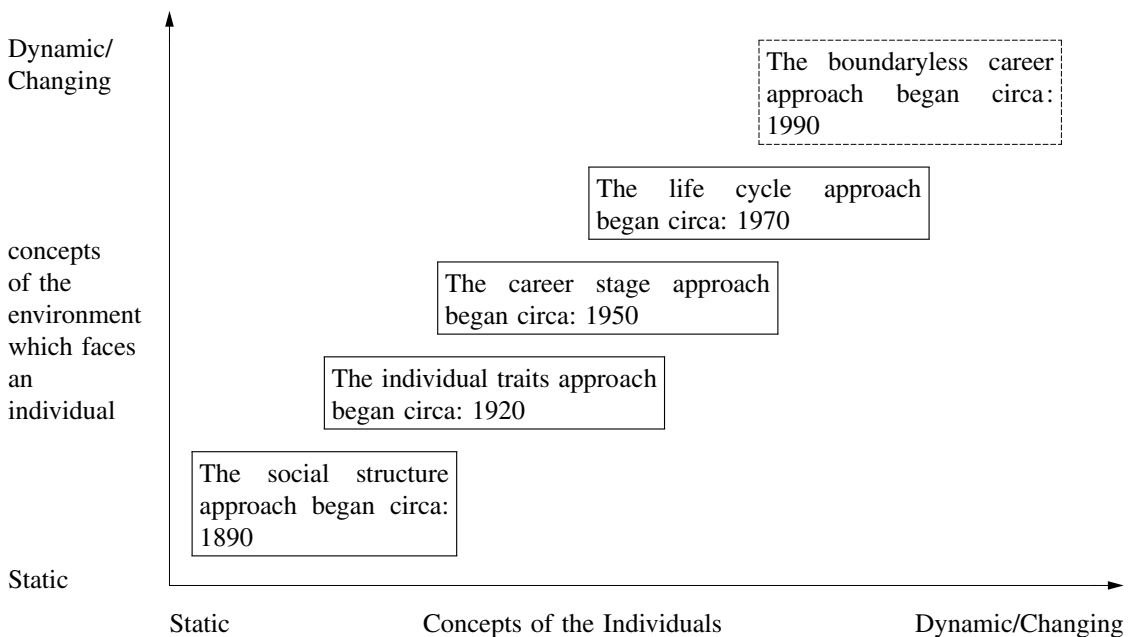 Dynamic/
Changing
The boundaryless career
approach began circa:
1990
The life cycle approach
began circa: 1970
concepts
of the
environment
which faces
an
individual
The career stage approach
began circa: 1950
The individual traits approach
began circa: 1920
The social structure
approach began circa:
1890
Static
Static
Concepts of the Individuals
Dynamic/Changing